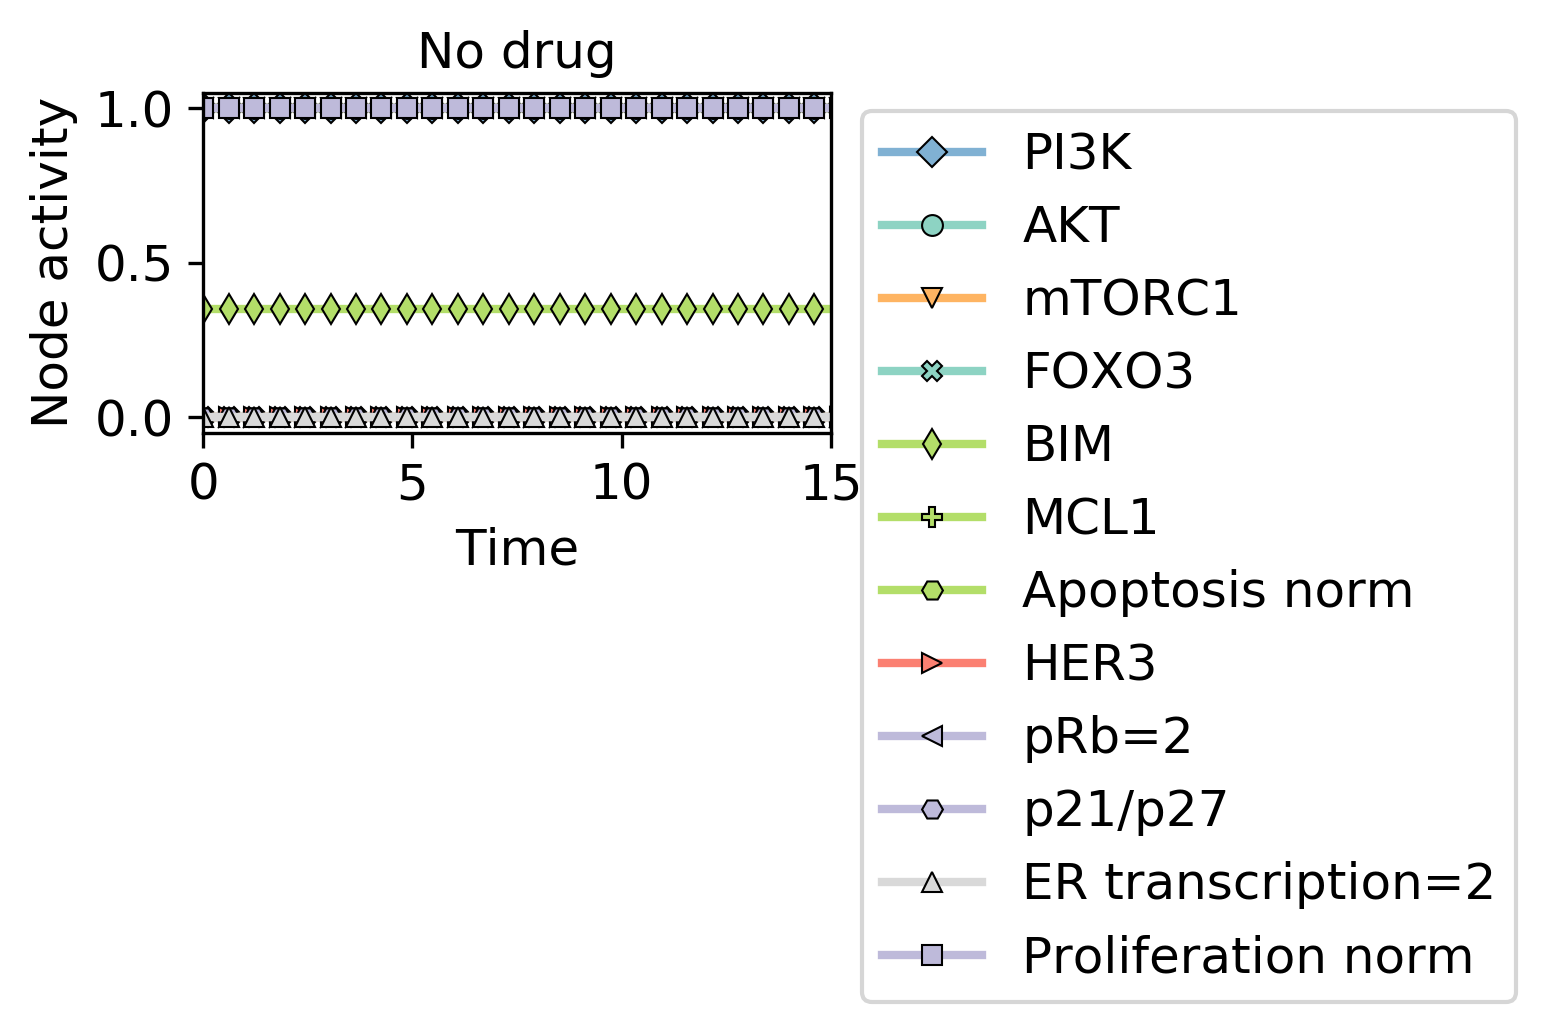 No drug
Node activity
1.0
0.5
0.0
0 5 10 15
Time
PI3K
AKT
mTORC1
FOXO3
BIM
MCL1
Apoptosis norm
HER3
pRb=2
p21/p27
ER transcription=2
Proliferation norm